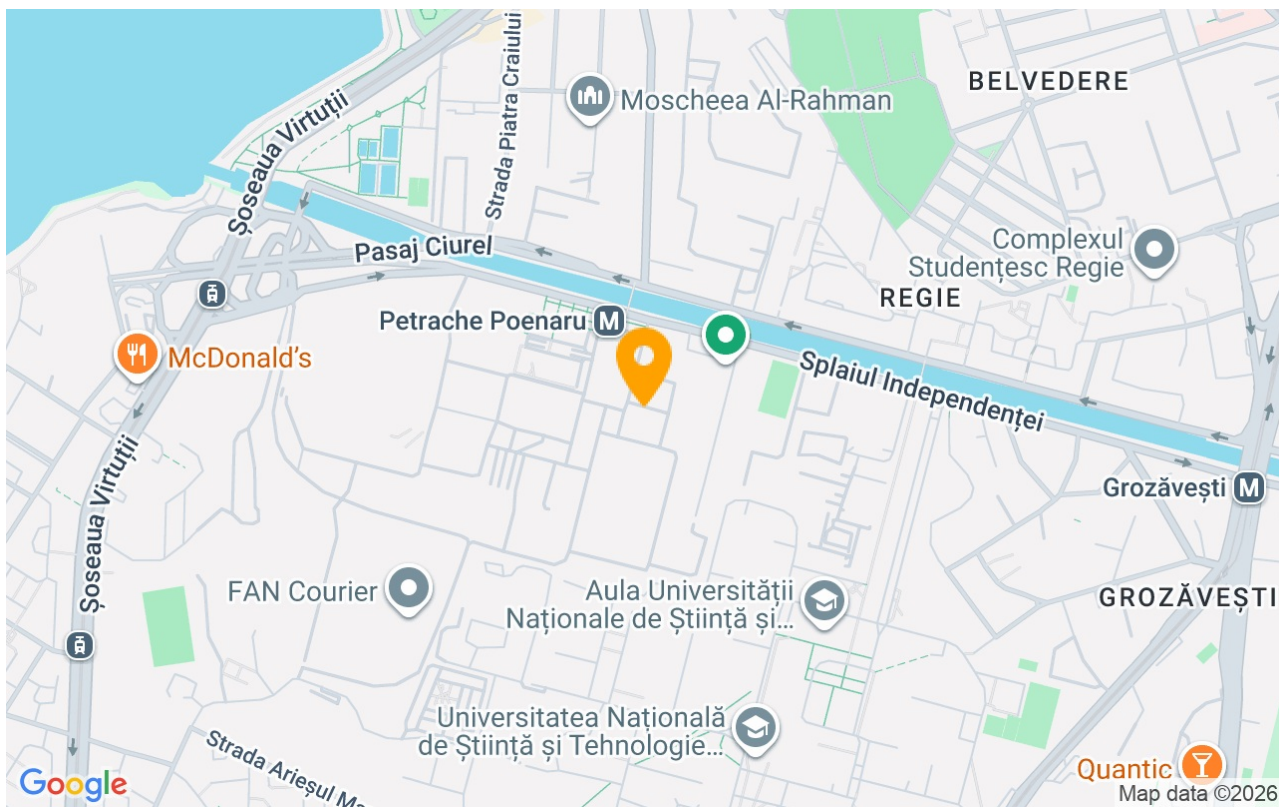 BELVEDERE
Moscheea Al-Rahman
Șoseaua Virtuții
Strada Piatra Craiului
Pasaj Ciurel
Complexul
Studențesc Regie
REGIE
Petrache Poenaru
M
McDonald's
Splaiul Independenței
Grozăvești
M
Șoseaua Virtuții
FAN Courier
Aula Universității
Naționale de Știință și...
GROZĂVEȘTI
Universitatea Națională
de Știință și Tehnologie...
Strada Arieșul Ma
Quantic
Google
Map data ©2026